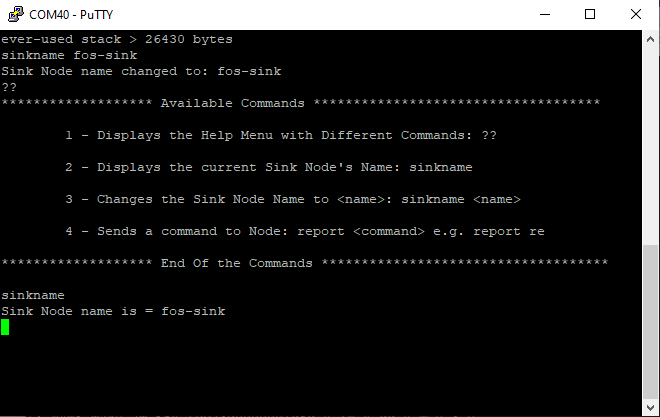 COM40 - PuTTY
ever-used stack > 26430 bytes
sinkname fos-sink
Sink Node name changed to: fos-sink
??
******************* Available Commands ************************************
1 - Displays the Help Menu with Different Commands: ??
2 - Displays the current Sink Node's Name: sinkname
3 - Changes the Sink Node Name to <name>: sinkname <name>
4 - Sends a command to Node: report <command> e.g. report re
******************* End Of the Commands ************************************
sinkname
Sink Node name is = fos-sink